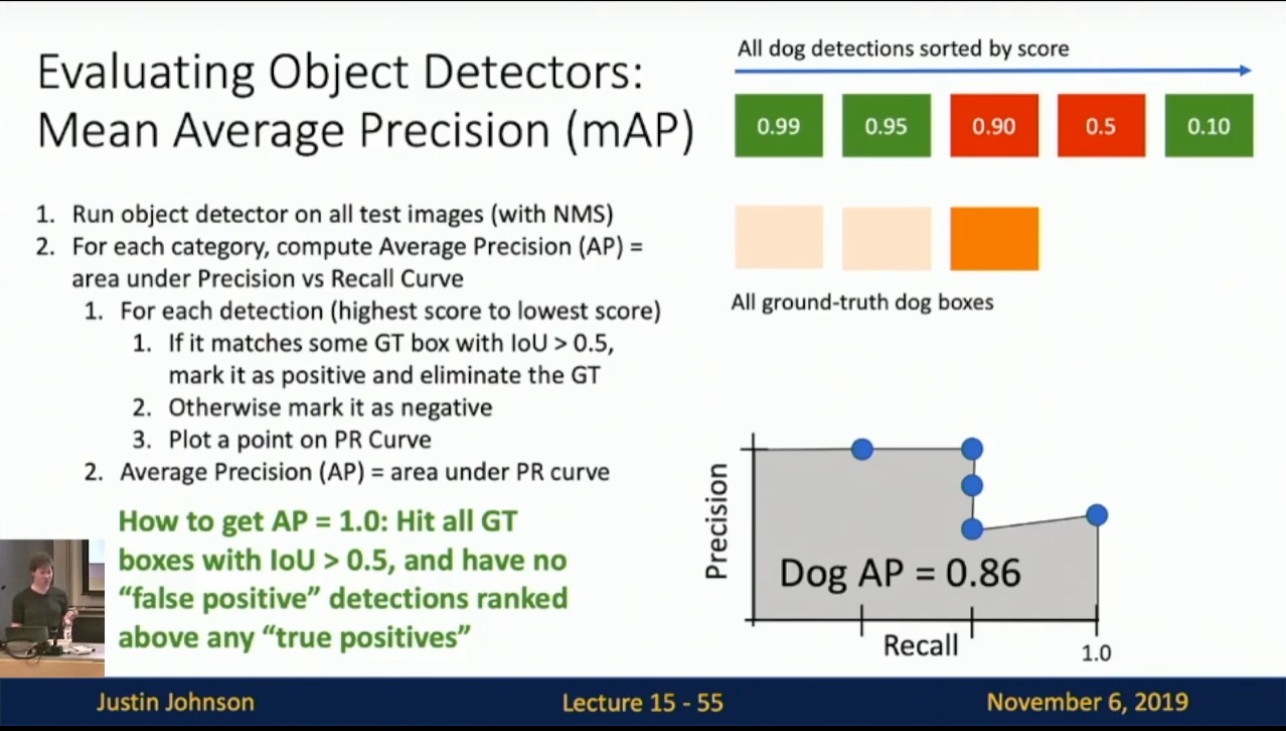 Evaluating Object Detectors:
Mean Average Precision (mAP)
1. Run object detector on all test images (with NMS)
2. For each category, compute Average Precision (AP) =
area under Precision vs Recall Curve
1. For each detection (highest score to lowest score)
1. If it matches some GT box with IoU > 0.5,
mark it as positive and eliminate the GT
2. Otherwise mark it as negative
3. Plot a point on PR Curve
2. Average Precision (AP) = area under PR curve
How to get AP = 1.0: Hit all GT
boxes with IoU > 0.5, and have no
“false positive” detections ranked
above any “true positives”
All dog detections sorted by score
0.99 0.95 0.90 0.5 0.10
All ground-truth dog boxes
Precision
Dog AP = 0.86
Recall
1.0
Justin Johnson
Lecture 15 - 55
November 6, 2019